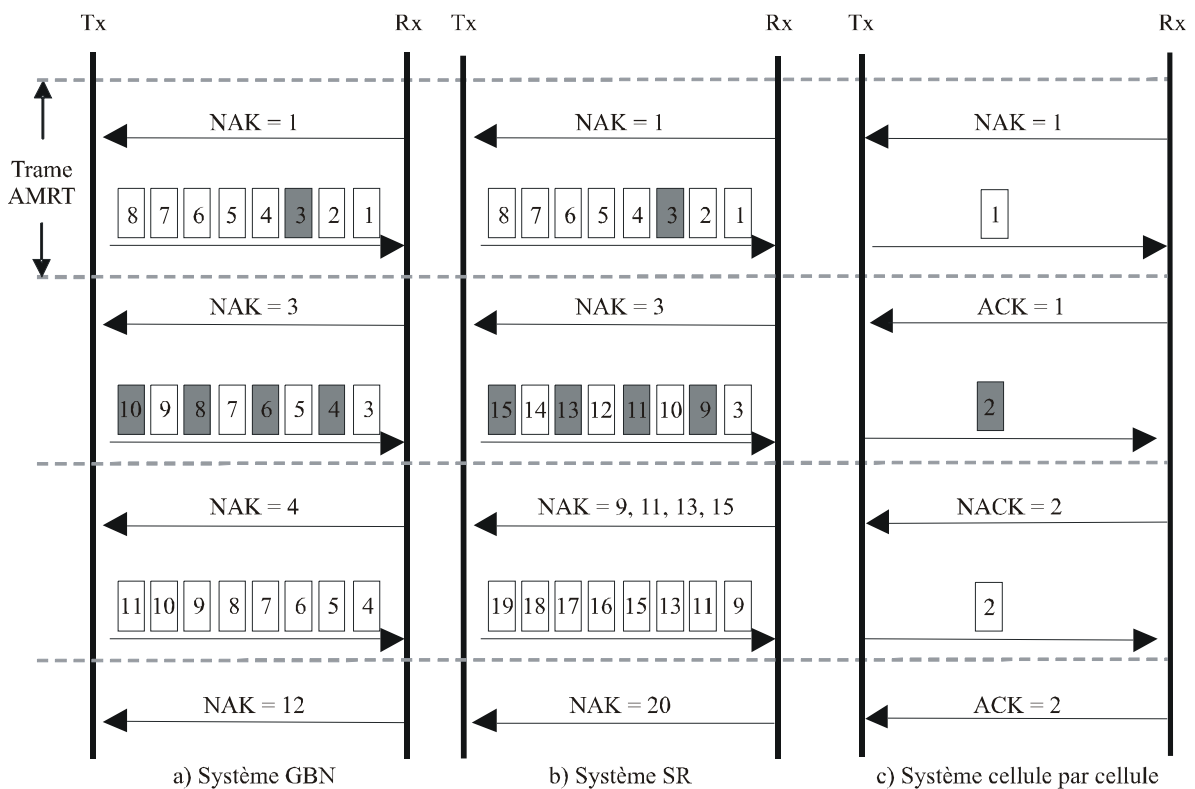 Tx Rx Tx Rx Tx Rx
NAK = 1 NAK = 1 NAK = 1
Trame
AMRT
8 7 6 5 4 3 2 1 8 7 6 5 4 3 2 1 1
NAK = 3 NAK = 3 ACK = 1
10 9 8 7 6 5 4 3 15 14 13 12 11 10 9 3 2
NAK = 4 NAK = 9, 11, 13, 15 NACK = 2
11 10 9 8 7 6 5 4 19 18 17 16 15 13 11 9 2
NAK = 12 NAK = 20 ACK = 2
a) Système GBN b) Système SR c) Système cellule par cellule